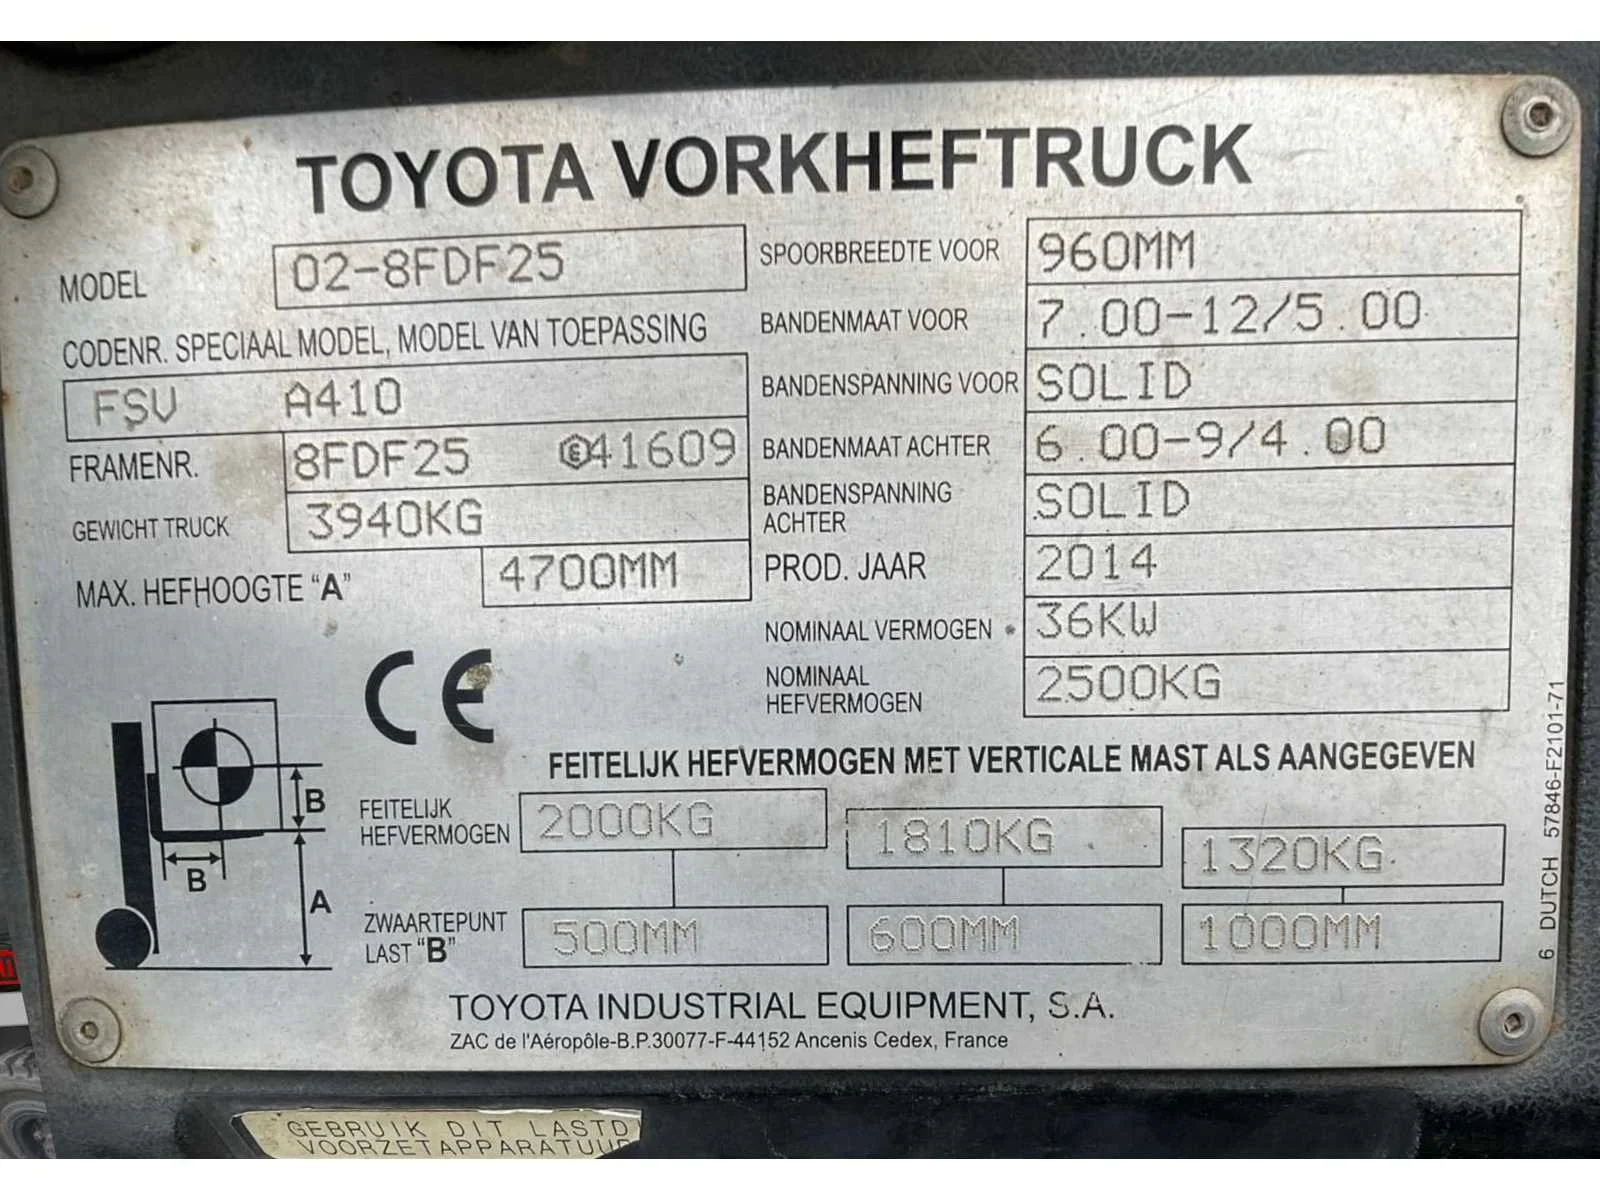 TOYOTA VORKHEFTRUCK
MODEL 02-8FDF25
CODENR. SPECIAAL MODEL, MODEL VAN TOEPASSING
FSV A410
FRAMENR. 8FDF25 E41609
GEWICHT TRUCK 3940KG
MAX. HEFHOOGTE "A" 4700MM
SPOORBREEDTE VOOR 960MM
BANDENMAAT VOOR 7.00-12/5.00
BANDENSPANNING VOOR SOLID
BANDENMAAT ACHTER 6.00-9/4.00
BANDENSPANNING
ACHTER SOLID
PROD. JAAR 2014
NOMINAAL VERMOGEN 36KW
NOMINAAL
HEFVERMOGEN 2500KG
CE
B
B
A
FEITELIJK HEFVERMOGEN MET VERTICALE MAST ALS AANGEGEVEN
FEITELIJK
HEFVERMOGEN 2000KG 1810KG 1320KG
ZWAARTEPUNT
LAST "B" 500MM 600MM 1000MM
TOYOTA INDUSTRIAL EQUIPMENT, S.A.
ZAC de l'Aéropôle-B.P.30077-F-44152 Ancenis Cedex, France
6 DUTCH 57846-F2101-71
GEBRUIK DIT